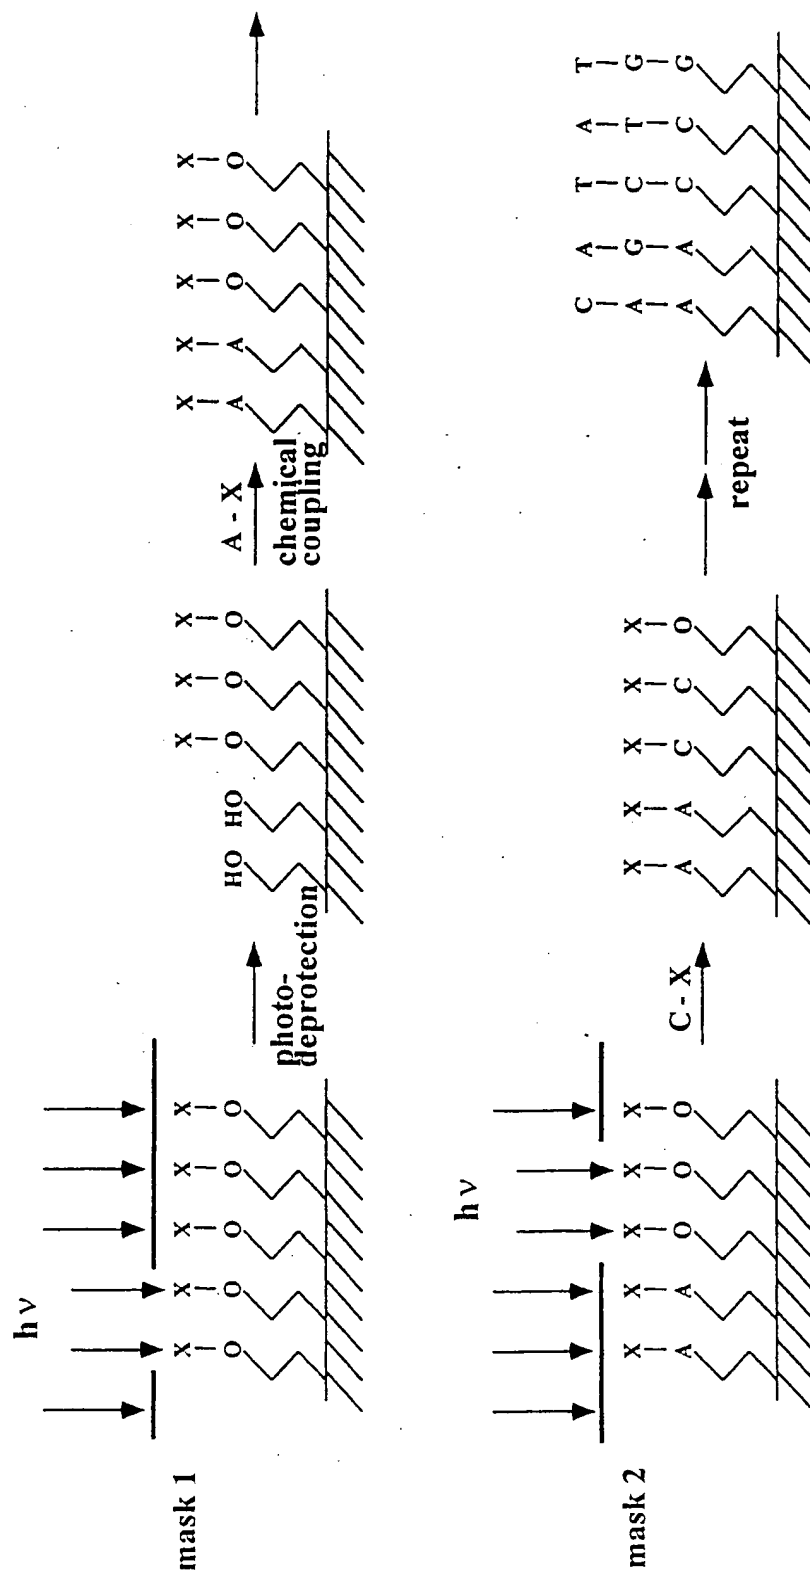 mask 1
hν
X X X X X
O O O O O
photo-
deprotection
X X X
HO HO O O O
A - X
chemical
coupling
X X X X X
A A O O O
mask 2
hν
X X X X X
A A O O O
C - X
X X X X X
A A C C O
repeat
C A T A T
A G C T G
A A C C G